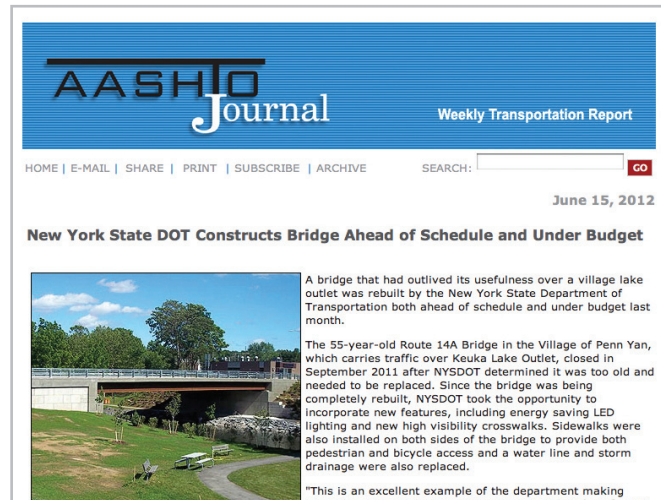 AASHTO
Journal
Weekly Transportation Report
HOME | E-MAIL | SHARE | PRINT | SUBSCRIBE | ARCHIVE SEARCH: GO
June 15, 2012
New York State DOT Constructs Bridge Ahead of Schedule and Under Budget
A bridge that had outlived its usefulness over a village lake
outlet was rebuilt by the New York State Department of
Transportation both ahead of schedule and under budget last
month.
The 55-year-old Route 14A Bridge in the Village of Penn Yan,
which carries traffic over Keuka Lake Outlet, closed in
September 2011 after NYSDOT determined it was too old and
needed to be replaced. Since the bridge was being
completely rebuilt, NYSDOT took the opportunity to
incorporate new features, including energy saving LED
lighting and new high visibility crosswalks. Sidewalks were
also installed on both sides of the bridge to provide both
pedestrian and bicycle access and a water line and storm
drainage were also replaced.
"This is an excellent example of the department making